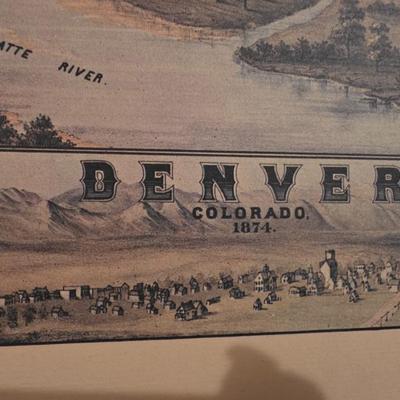 ATTE RIVER.
DENVER
COLORADO.
1874.